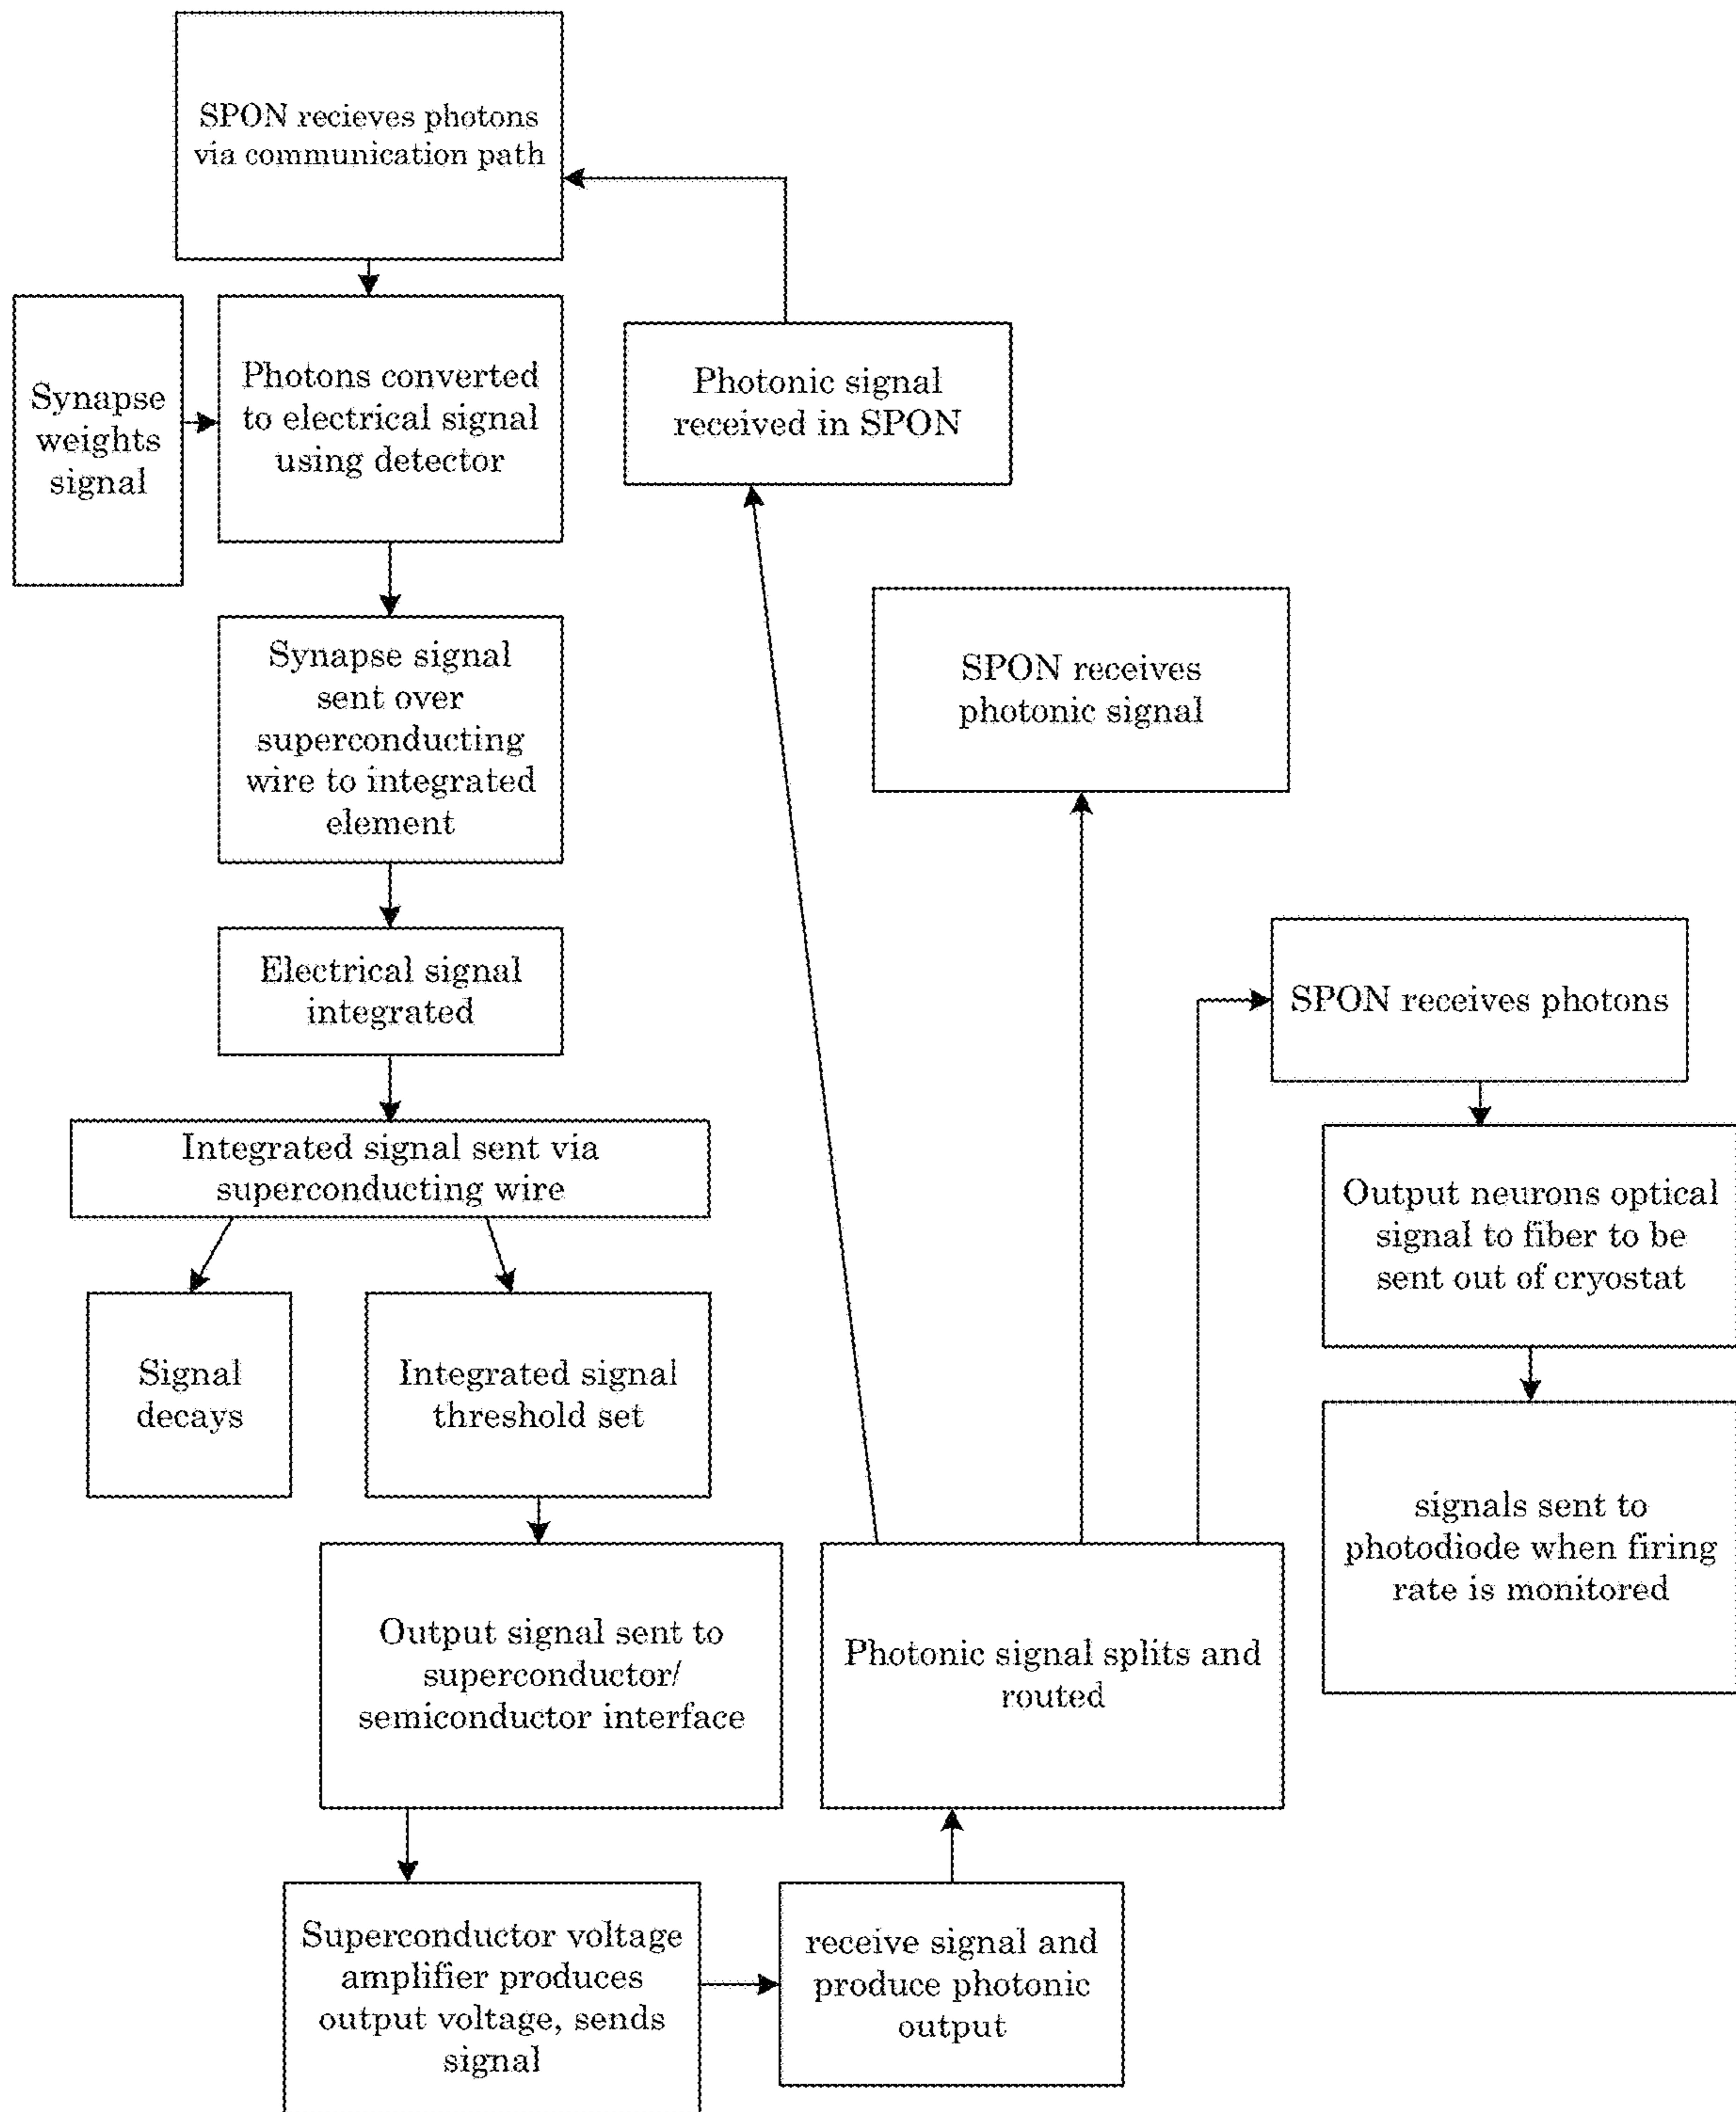 SPON recieves photons
via communication path
Synapse
weights
signal
Photons converted
to electrical signal
using detector
Photonic signal
received in SPON
Synapse signal
sent over
superconducting
wire to integrated
element
SPON receives
photonic signal
Electrical signal
integrated
SPON receives photons
Integrated signal sent via
superconducting wire
Output neurons optical
signal to fiber to be
sent out of cryostat
Signal
decays
Integrated signal
threshold set
signals sent to
photodiode when firing
rate is monitored
Output signal sent to
superconductor/
semiconductor interface
Photonic signal splits and
routed
Superconductor voltage
amplifier produces
output voltage, sends
signal
receive signal and
produce photonic
output